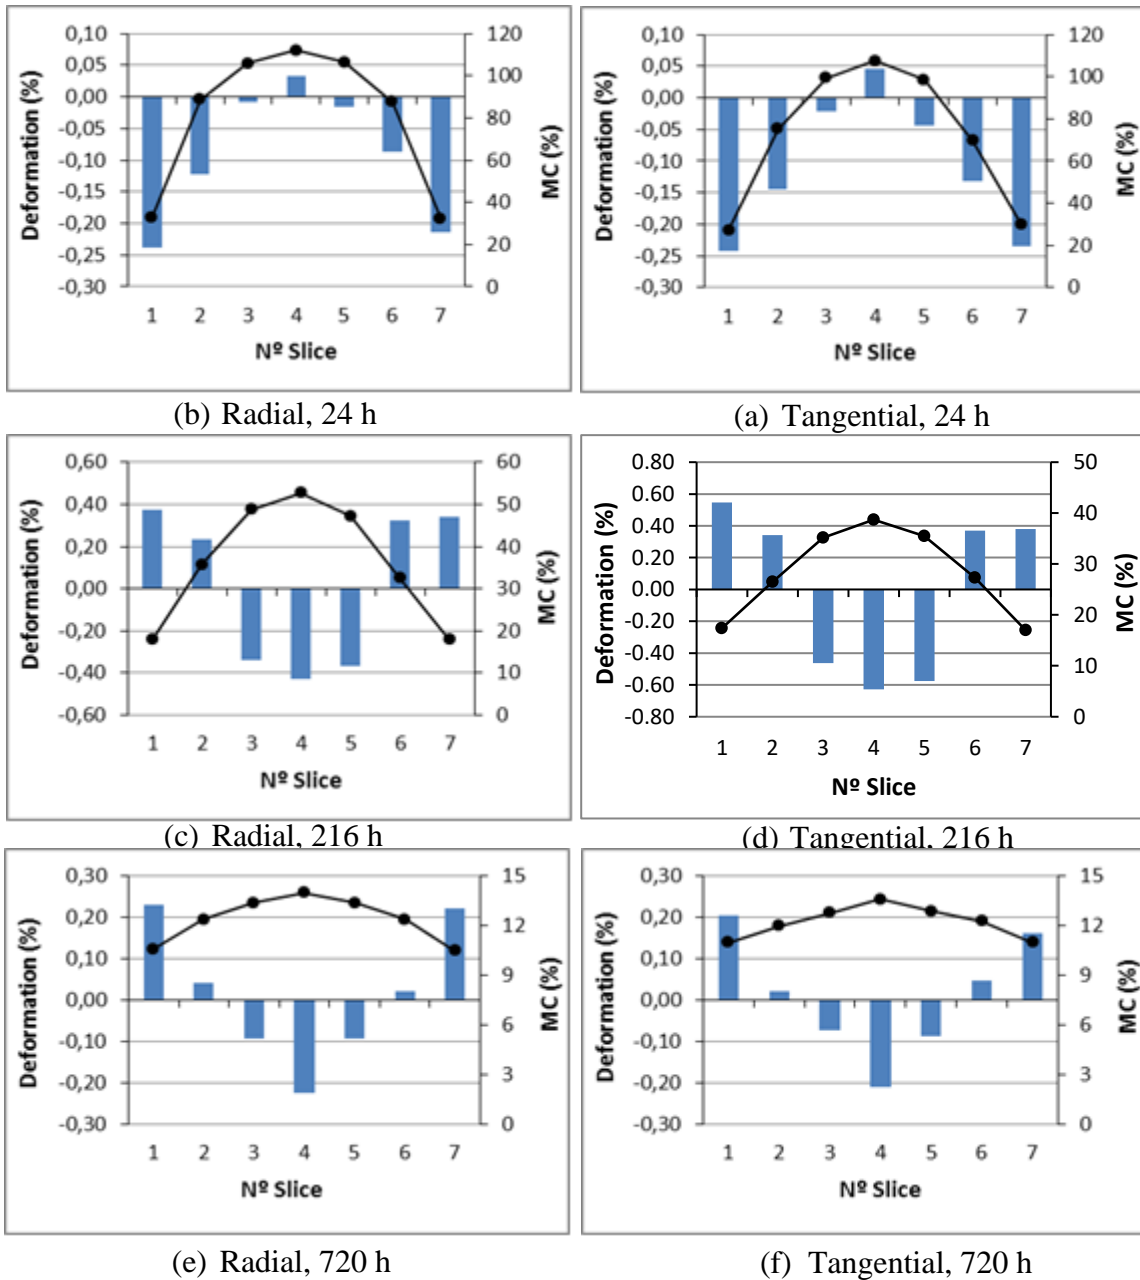 0,10
0,05
0,00
-0,05
-0,10
-0,15
-0,20
-0,25
-0,30
Deformation (%)
120
100
80
60
40
20
0
MC (%)
1 2 3 4 5 6 7
Nº Slice
(b) Radial, 24 h
0,10
0,05
0,00
-0,05
-0,10
-0,15
-0,20
-0,25
-0,30
Deformation (%)
120
100
80
60
40
20
0
MC (%)
1 2 3 4 5 6 7
Nº Slice
(a) Tangential, 24 h
0,60
0,40
0,20
0,00
-0,20
-0,40
-0,60
Deformation (%)
60
50
40
30
20
10
0
MC (%)
1 2 3 4 5 6 7
Nº Slice
(c) Radial, 216 h
0.80
0.60
0.40
0.20
0.00
-0.20
-0.40
-0.60
-0.80
Deformation (%)
50
40
30
20
10
0
MC (%)
1 2 3 4 5 6 7
Nº Slice
(d) Tangential, 216 h
0,30
0,20
0,10
0,00
-0,10
-0,20
-0,30
Deformation (%)
15
12
9
6
3
0
MC (%)
1 2 3 4 5 6 7
Nº Slice
(e) Radial, 720 h
0,30
0,20
0,10
0,00
-0,10
-0,20
-0,30
Deformation (%)
15
12
9
6
3
0
MC (%)
1 2 3 4 5 6 7
Nº Slice
(f) Tangential, 720 h